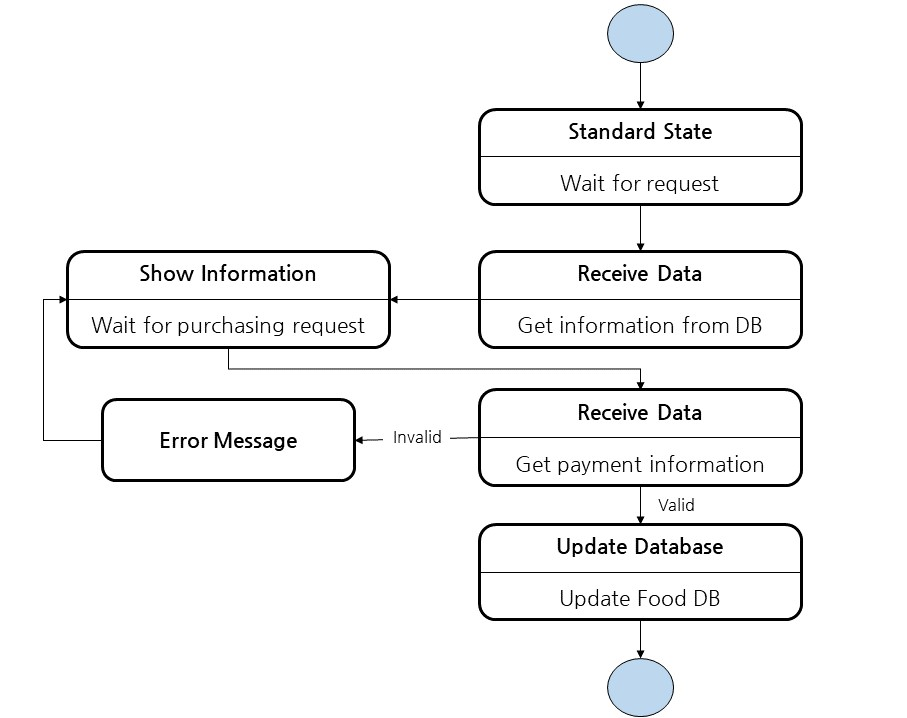 Standard State
Wait for request
Show Information
Wait for purchasing request
Receive Data
Get information from DB
Receive Data
Get payment information
Invalid
Error Message
Valid
Update Database
Update Food DB